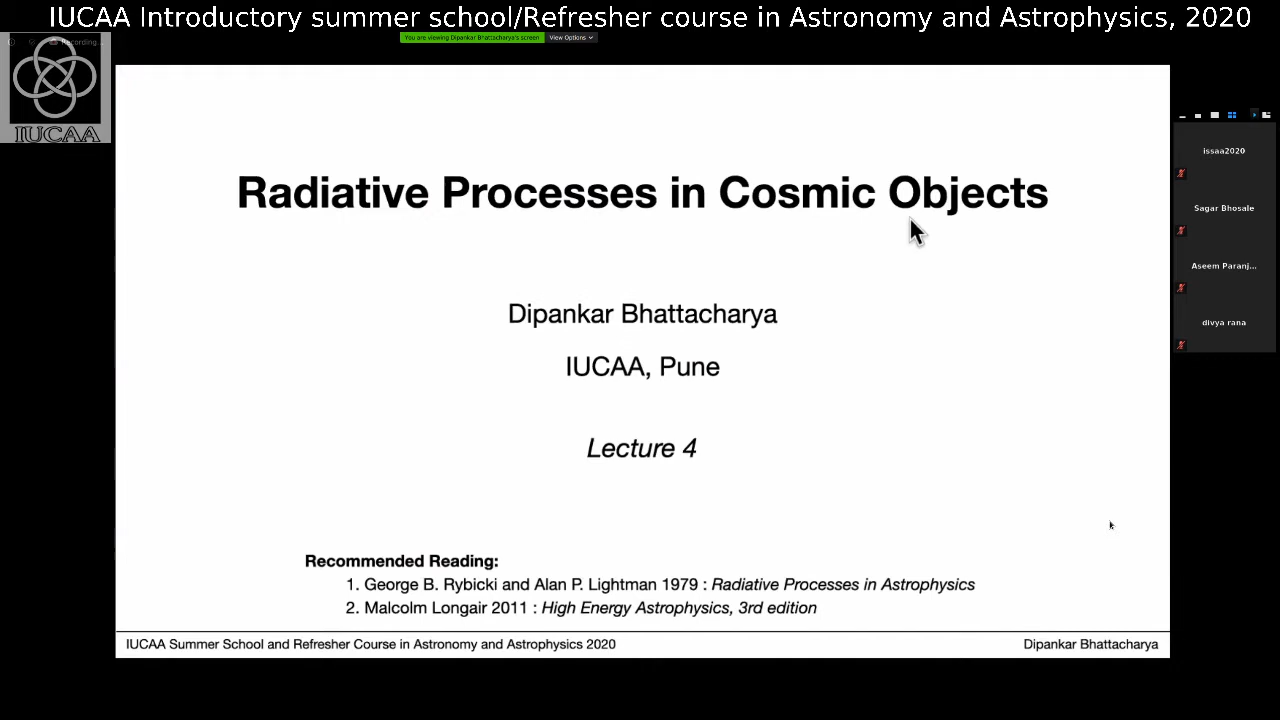 IUCAA Introductory summer school/Refresher course in Astronomy and Astrophysics, 2020
Recording...
You are viewing Dipankar Bhattacharya's screen
View Options
IUCAA
Radiative Processes in Cosmic Objects
Dipankar Bhattacharya
IUCAA, Pune
Lecture 4
Recommended Reading:
1. George B. Rybicki and Alan P. Lightman 1979 : Radiative Processes in Astrophysics
2. Malcolm Longair 2011 : High Energy Astrophysics, 3rd edition
IUCAA Summer School and Refresher Course in Astronomy and Astrophysics 2020
Dipankar Bhattacharya
issaa2020
Sagar Bhosale
Aseem Paranj...
divya rana